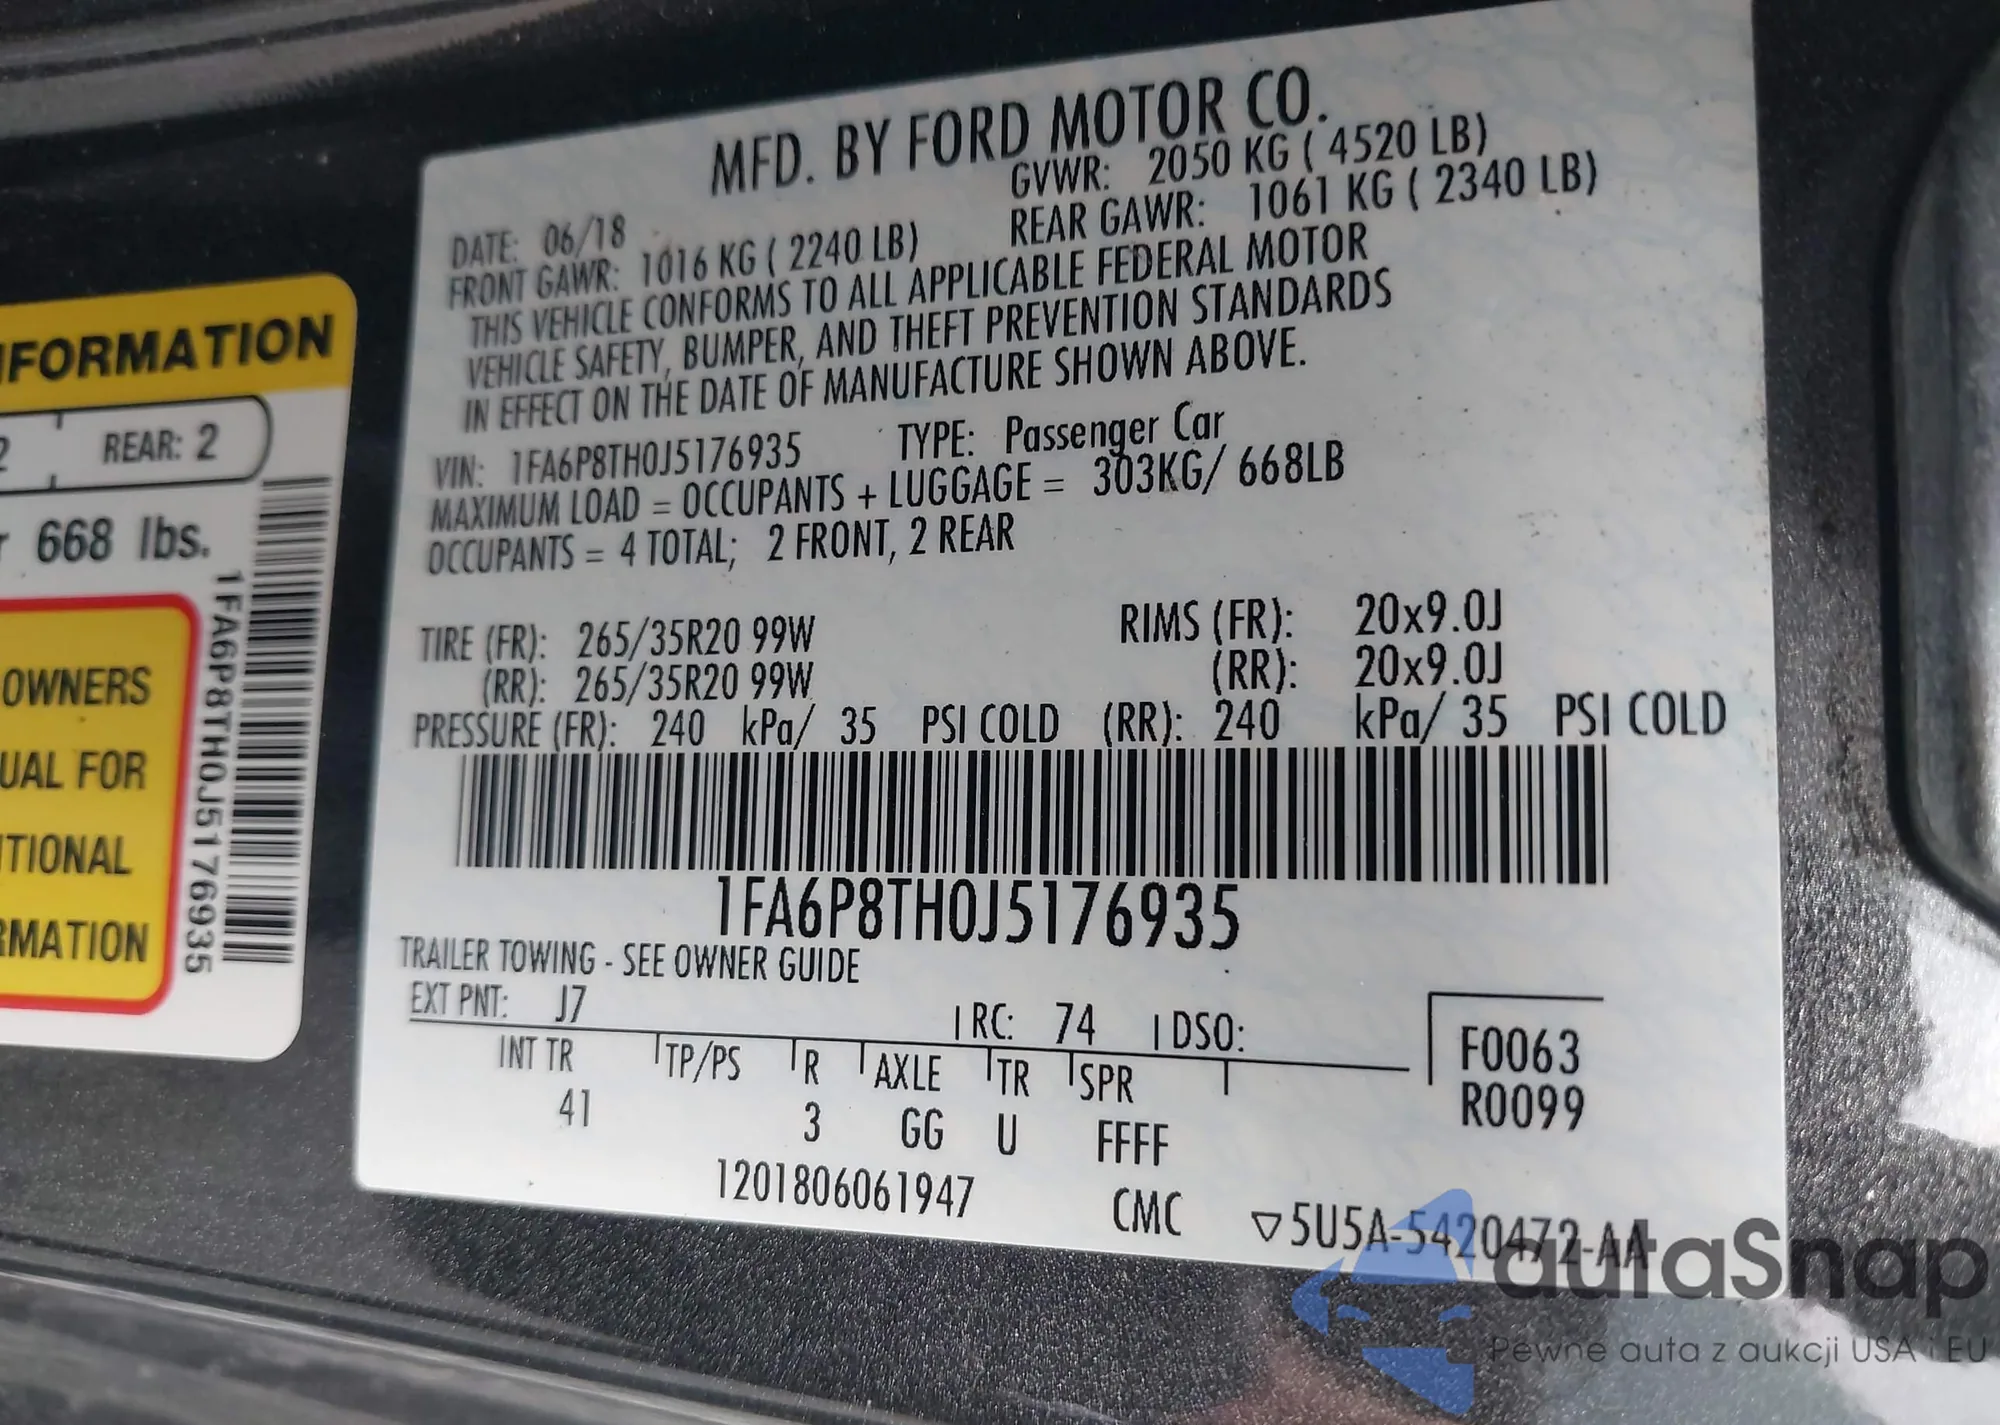 MFD. BY FORD MOTOR CO.
DATE: 06/18
GVWR: 2050 KG ( 4520 LB)
FRONT GAWR: 1016 KG ( 2240 LB)
REAR GAWR: 1061 KG ( 2340 LB)
THIS VEHICLE CONFORMS TO ALL APPLICABLE FEDERAL MOTOR
VEHICLE SAFETY, BUMPER, AND THEFT PREVENTION STANDARDS
IN EFFECT ON THE DATE OF MANUFACTURE SHOWN ABOVE.
VIN: 1FA6P8TH0J5176935 TYPE: Passenger Car
MAXIMUM LOAD = OCCUPANTS + LUGGAGE = 303KG/ 668LB
OCCUPANTS = 4 TOTAL; 2 FRONT, 2 REAR
TIRE (FR): 265/35R20 99W RIMS (FR): 20x9.0J
(RR): 265/35R20 99W (RR): 20x9.0J
PRESSURE (FR): 240 kPa/ 35 PSI COLD (RR): 240 kPa/ 35 PSI COLD
1FA6P8TH0J5176935
TRAILER TOWING - SEE OWNER GUIDE
EXT PNT: J7 RC: 74 DSO:
INT TR TP/PS R AXLE TR SPR
41 3 GG U FFFF
F0063
R0099
1201806061947 CMC ▽5U5A-5420472-AA
NFORMATION
2 REAR: 2
r 668 lbs.
OWNERS
UAL FOR
ITIONAL
RMATION
1FA6P8TH0J5176935
autaSnap
Pewne auta z aukcji USA i EU